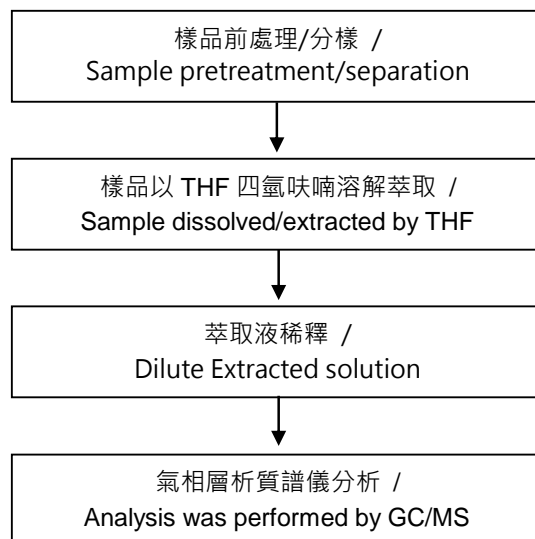 樣品前處理/分樣 /
Sample pretreatment/separation
樣品以 THF 四氫呋喃溶解萃取 /
Sample dissolved/extracted by THF
萃取液稀釋 /
Dilute Extracted solution
氣相層析質譜儀分析 /
Analysis was performed by GC/MS